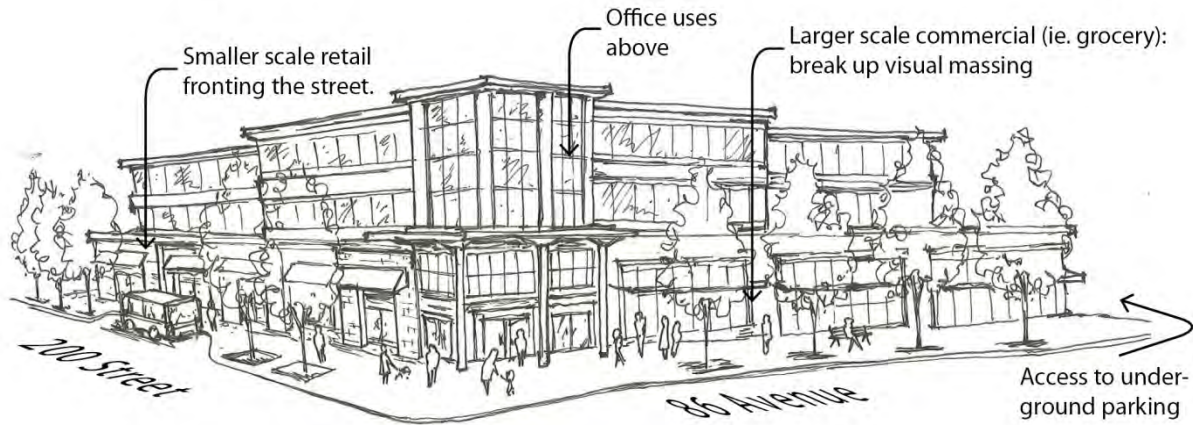 Office uses
above
Smaller scale retail
fronting the street.
Larger scale commercial (ie. grocery):
break up visual massing
200 Street
86 Avenue
Access to under-
ground parking